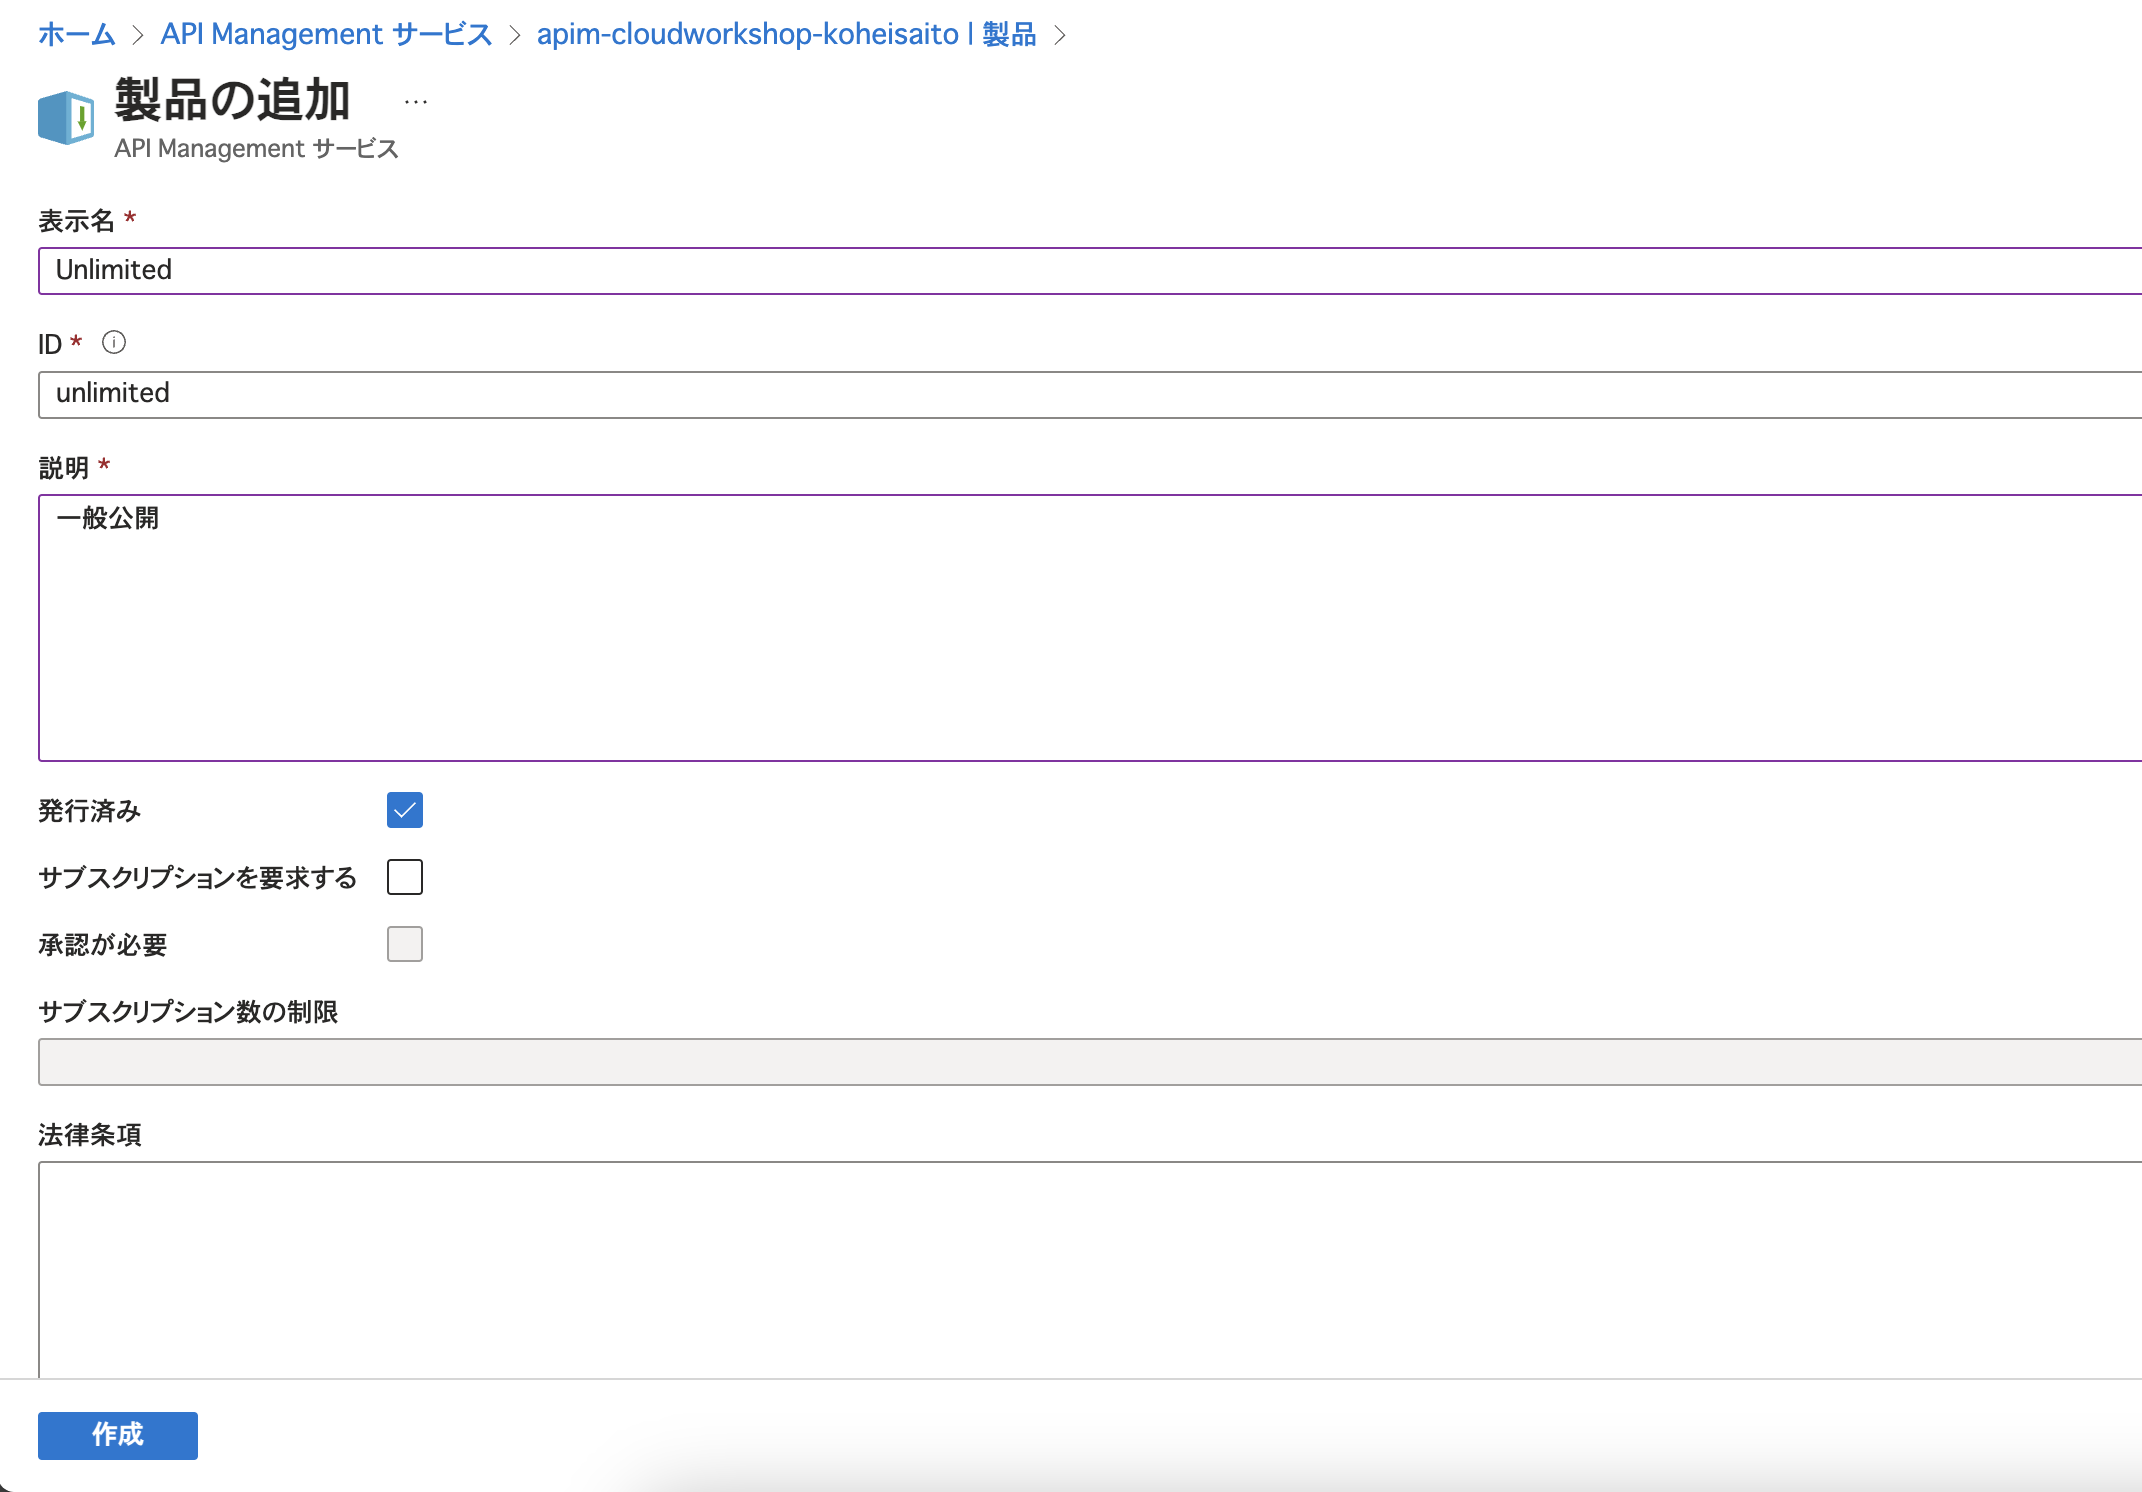 ホーム > API Management サービス > apim-cloudworkshop-koheisaito | 製品 >
製品の追加 …
API Management サービス
表示名 *
Unlimited
ID *
unlimited
説明 *
一般公開
発行済み
サブスクリプションを要求する
承認が必要
サブスクリプション数の制限
法律条項
作成